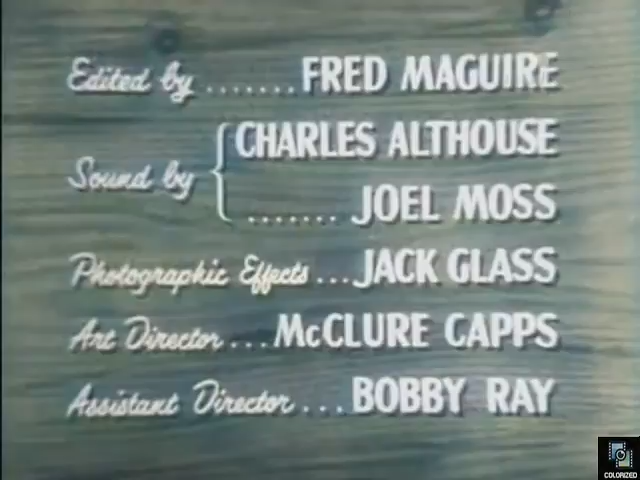 Edited by ....... FRED MAGUIRE
CHARLES ALTHOUSE
Sound by
....... JOEL MOSS
Photographic Effects ... JACK GLASS
Art Director ... McCLURE CAPPS
Assistant Director ... BOBBY RAY
COLORIZED